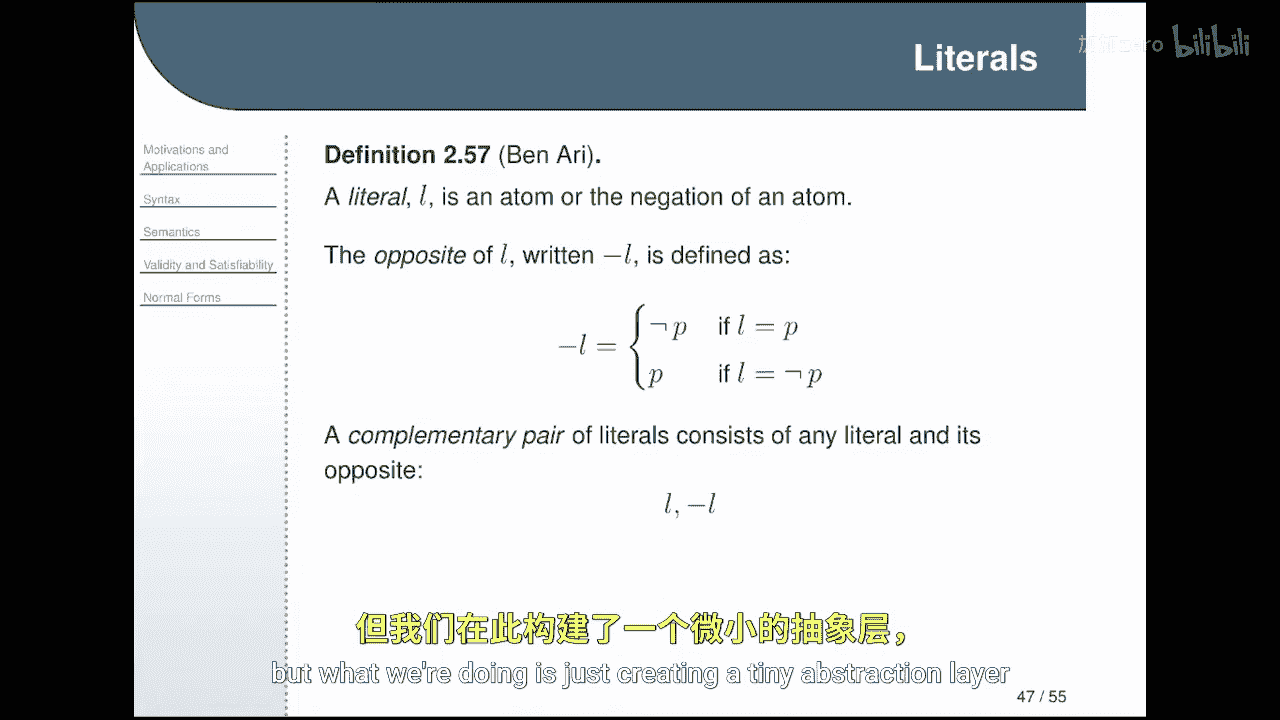 Literals
bilibili
Motivations and
Applications
Syntax
Semantics
Validity and Satisfiability
Normal Forms
Definition 2.57 (Ben Ari).
A literal, l, is an atom or the negation of an atom.
The opposite of l, written −l, is defined as:
−l = { ¬ p if l = p
p if l = ¬ p
A complementary pair of literals consists of any literal and its
opposite:
l, −l
但我们在此构建了一个微小的抽象层，
but what we're doing is just creating a tiny abstraction layer
47 / 55